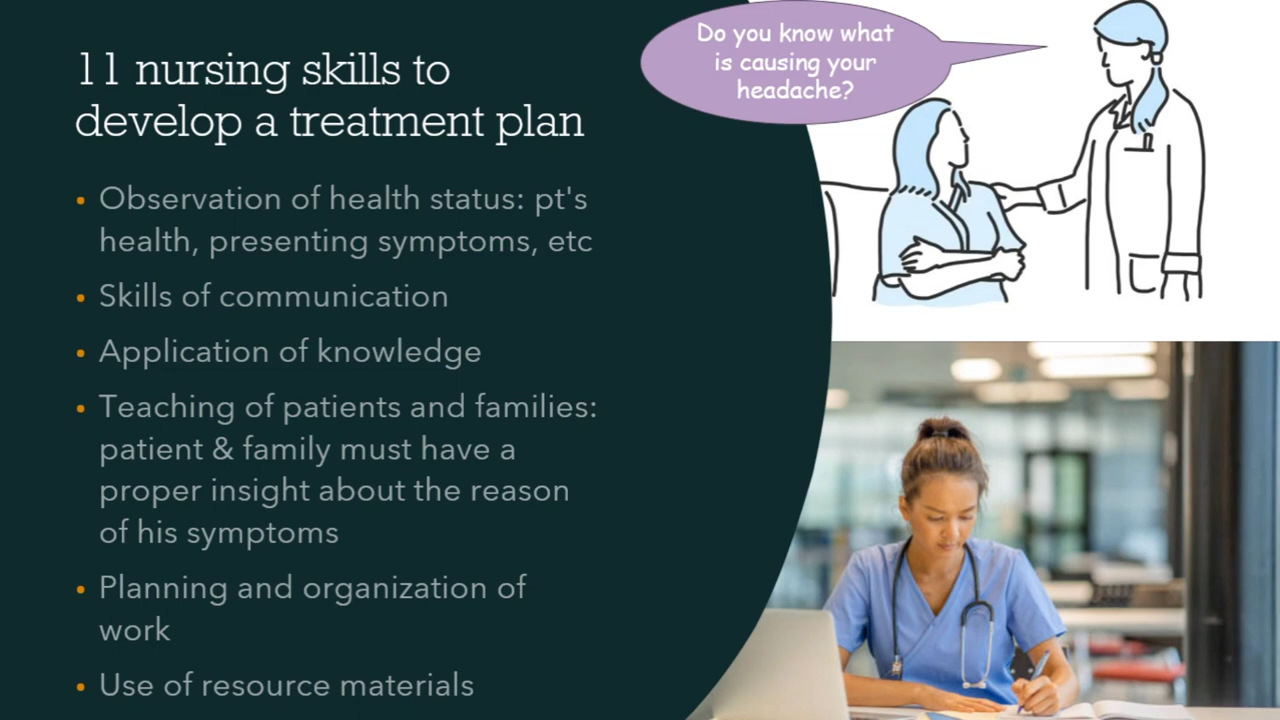 11 nursing skills to
develop a treatment plan
• Observation of health status: pt's
health, presenting symptoms, etc
• Skills of communication
• Application of knowledge
• Teaching of patients and families:
patient & family must have a
proper insight about the reason
of his symptoms
• Planning and organization of
work
• Use of resource materials
Do you know what
is causing your
headache?